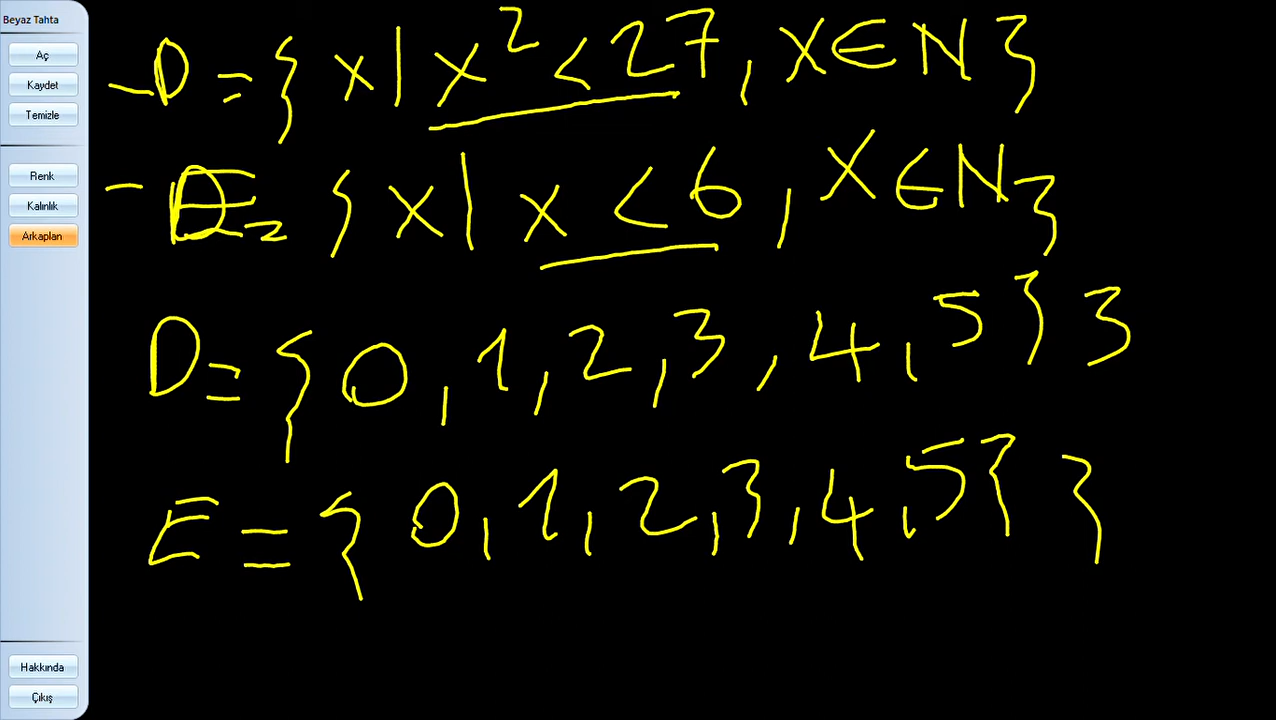 Beyaz Tahta
Aç
Kaydet
Temizle
Renk
Kalınlık
Arkaplan
Hakkında
Çıkış
-D = { x | x² < 27, x ∈ N }
- E = { x | x < 6, x ∈ N }
D = { 0, 1, 2, 3, 4, 5 } }
E = { 0, 1, 2, 3, 4, 5 } }